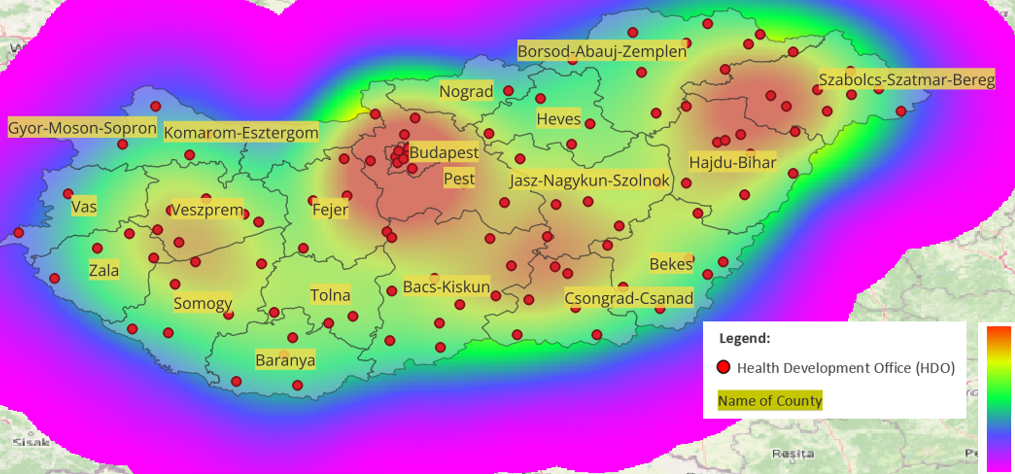 Borsod-Abauj-Zemplen
Szabolcs-Szatmar-Bereg
Nograd
Heves
Gyor-Moson-Sopron
Komarom-Esztergom
Budapest
Hajdu-Bihar
Pest
Jasz-Nagykun-Szolnok
Vas
Veszprem
Fejer
Zala
Bekes
Somogy
Tolna
Bacs-Kiskun
Csongrad-Csanad
Baranya
Legend:
Health Development Office (HDO)
Name of County
Sisak
Reșița